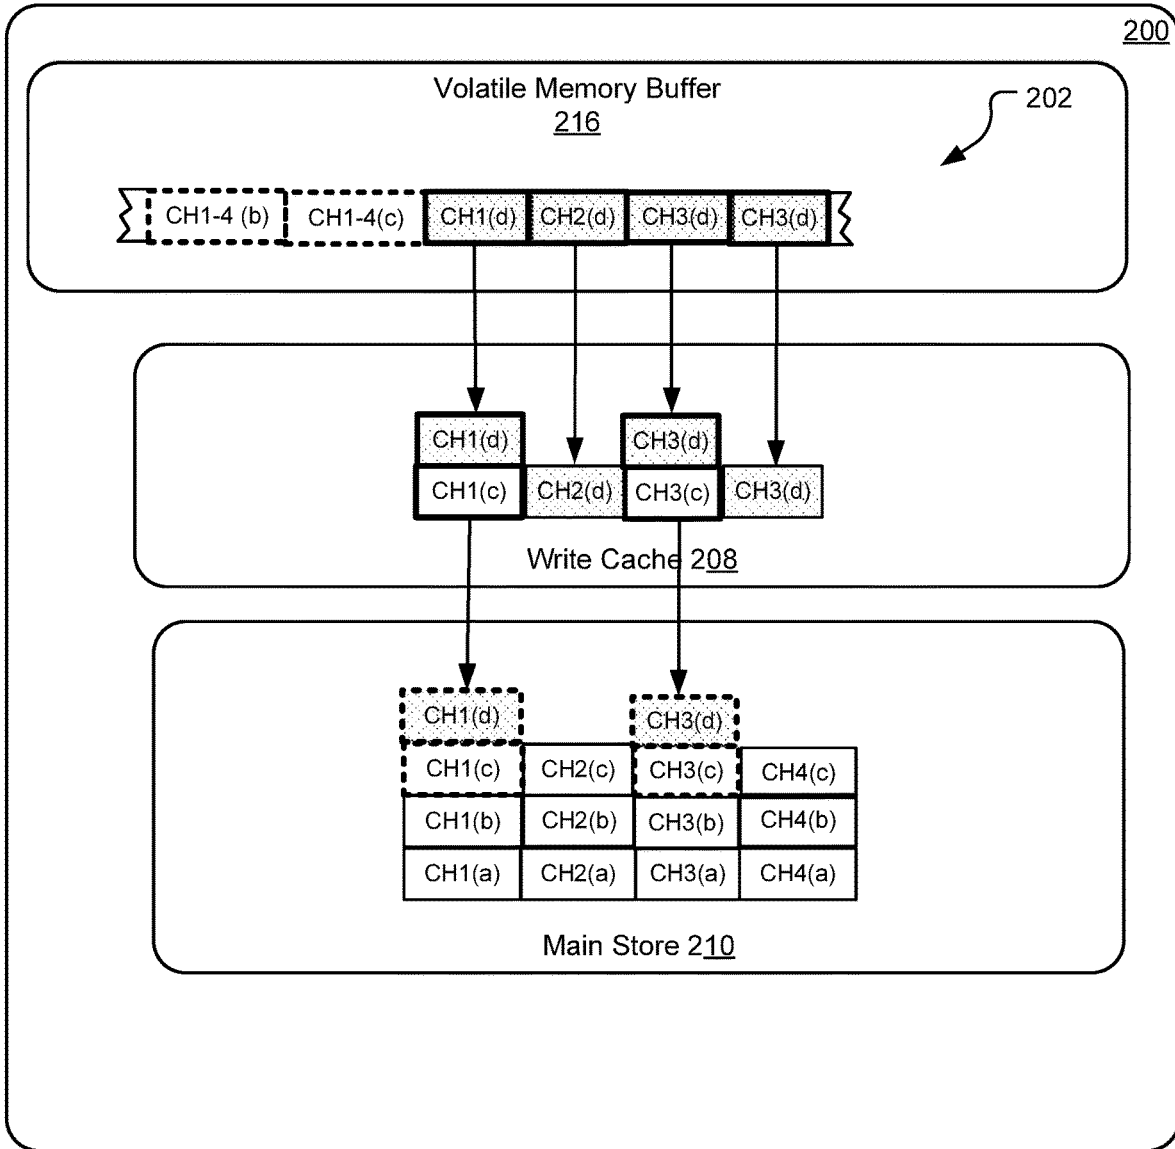 200
Volatile Memory Buffer
216
202
CH1-4 (b) CH1-4(c) CH1(d) CH2(d) CH3(d) CH3(d)
CH1(d) CH3(d)
CH1(c) CH2(d) CH3(c) CH3(d)
Write Cache 208
CH1(d) CH3(d)
CH1(c) CH2(c) CH3(c) CH4(c)
CH1(b) CH2(b) CH3(b) CH4(b)
CH1(a) CH2(a) CH3(a) CH4(a)
Main Store 210